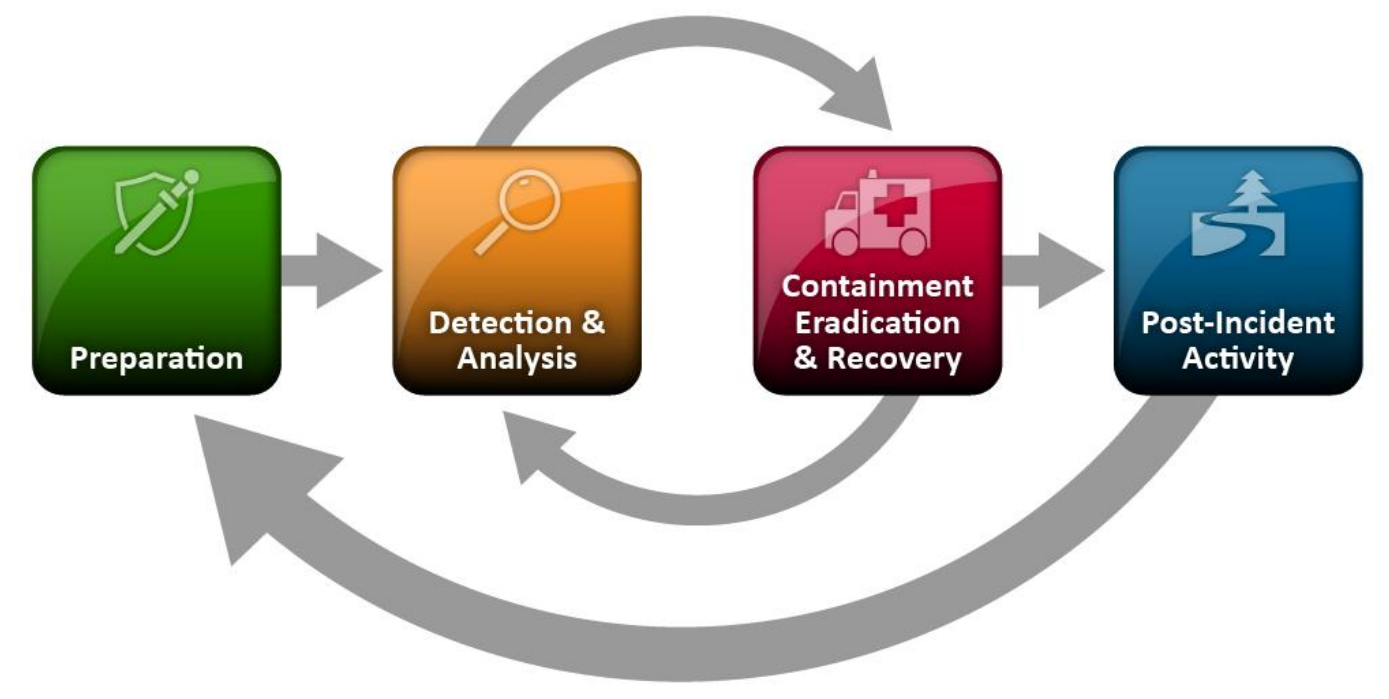 Preparation
Detection &
Analysis
Containment
Eradication
& Recovery
Post-Incident
Activity